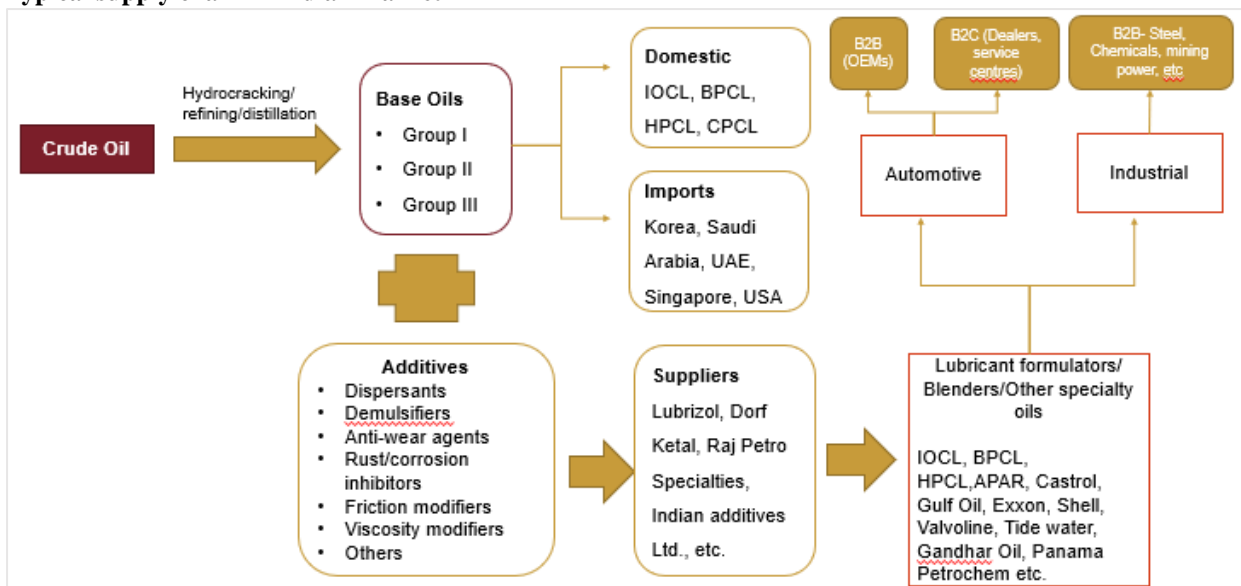 Crude Oil
Hydrocracking/
refining/distillation
Base Oils
• Group I
• Group II
• Group III
Domestic
IOCL, BPCL,
HPCL, CPCL
Imports
Korea, Saudi
Arabia, UAE,
Singapore, USA
Additives
• Dispersants
• Demulsifiers
• Anti-wear agents
• Rust/corrosion
inhibitors
• Friction modifiers
• Viscosity modifiers
• Others
Suppliers
Lubrizol, Dorf
Ketal, Raj Petro
Specialties,
Indian additives
Ltd., etc.
Lubricant formulators/
Blenders/Other specialty
oils
IOCL, BPCL,
HPCL,APAR, Castrol,
Gulf Oil, Exxon, Shell,
Valvoline, Tide water,
Gandhar Oil, Panama
Petrochem etc.
Automotive
Industrial
B2B
(OEMs)
B2C (Dealers,
service
centres)
B2B- Steel,
Chemicals, mining
power, etc